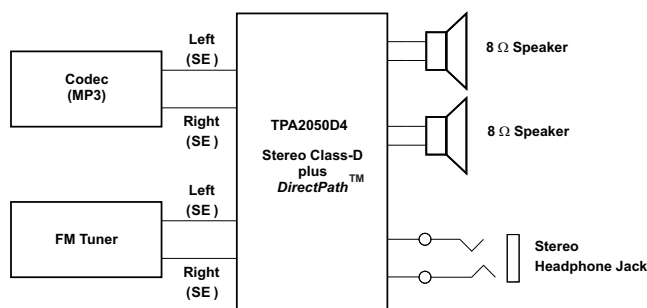 Left
(SE )
Codec
(MP3)
Right
(SE )
Left
(SE )
FM Tuner
Right
(SE )
TPA2050D4
Stereo Class-D
plus
DirectPath™
8 Ω Speaker
8 Ω Speaker
Stereo
Headphone Jack